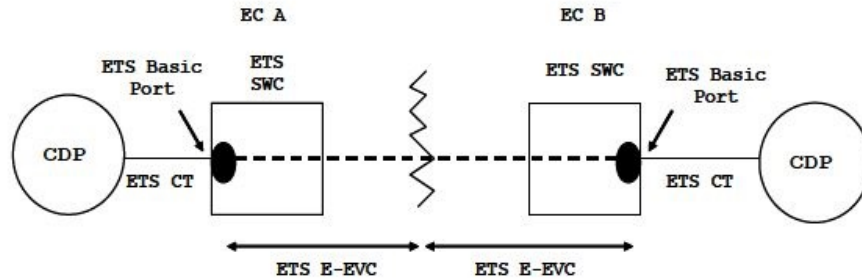 EC A
EC B
ETS Basic
Port
ETS
SWC
ETS SWC
ETS Basic
Port
CDP
ETS CT
ETS CT
CDP
ETS E-EVC
ETS E-EVC